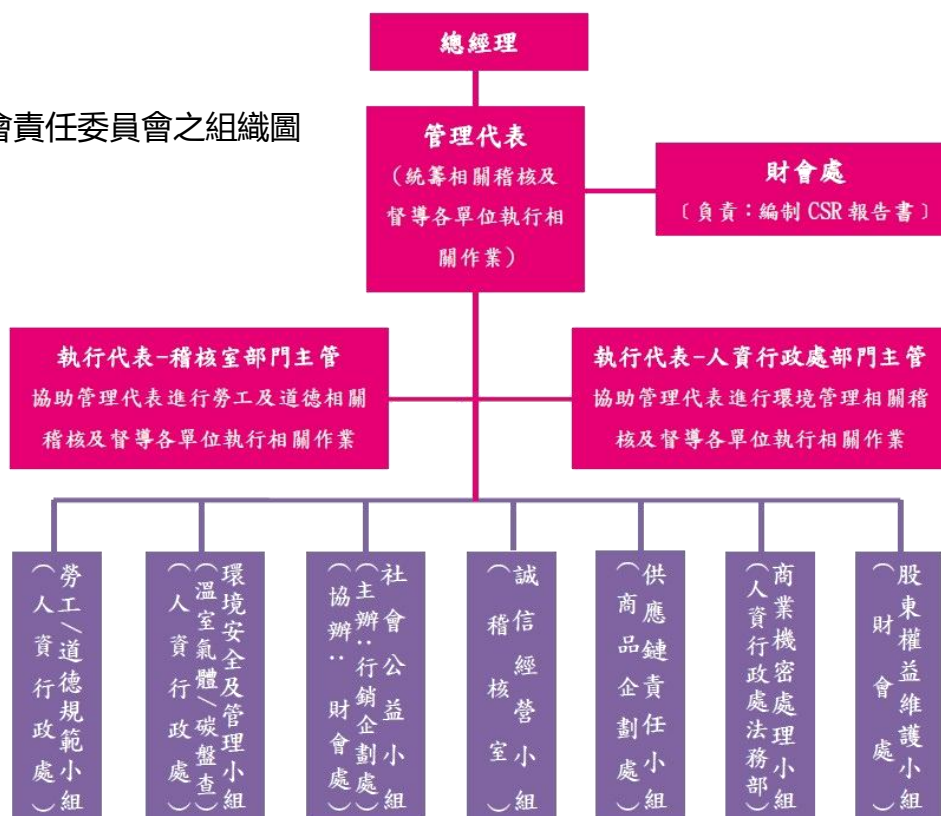 總經理
會責任委員會之組織圖
管理代表
（統籌相關稽核及
督導各單位執行相
關作業）
財會處
﹝負責：編制 CSR 報告書﹞
執行代表-稽核室部門主管
協助管理代表進行勞工及道德相關
稽核及督導各單位執行相關作業
執行代表-人資行政處部門主管
協助管理代表進行環境管理相關稽
核及督導各單位執行相關作業
勞工/道德規範小組
（人資行政處）
環境安全及管理小組
（溫室氣體/碳盤查）
（人資行政處）
社會公益小組
（主辦：行銷企劃處）
（協辦：財會處）
誠信經營小組
（稽核室）
供應鏈責任小組
（商品企劃處）
商業機密處理小組
（人資行政處法務部）
股東權益維護小組
（財會處）